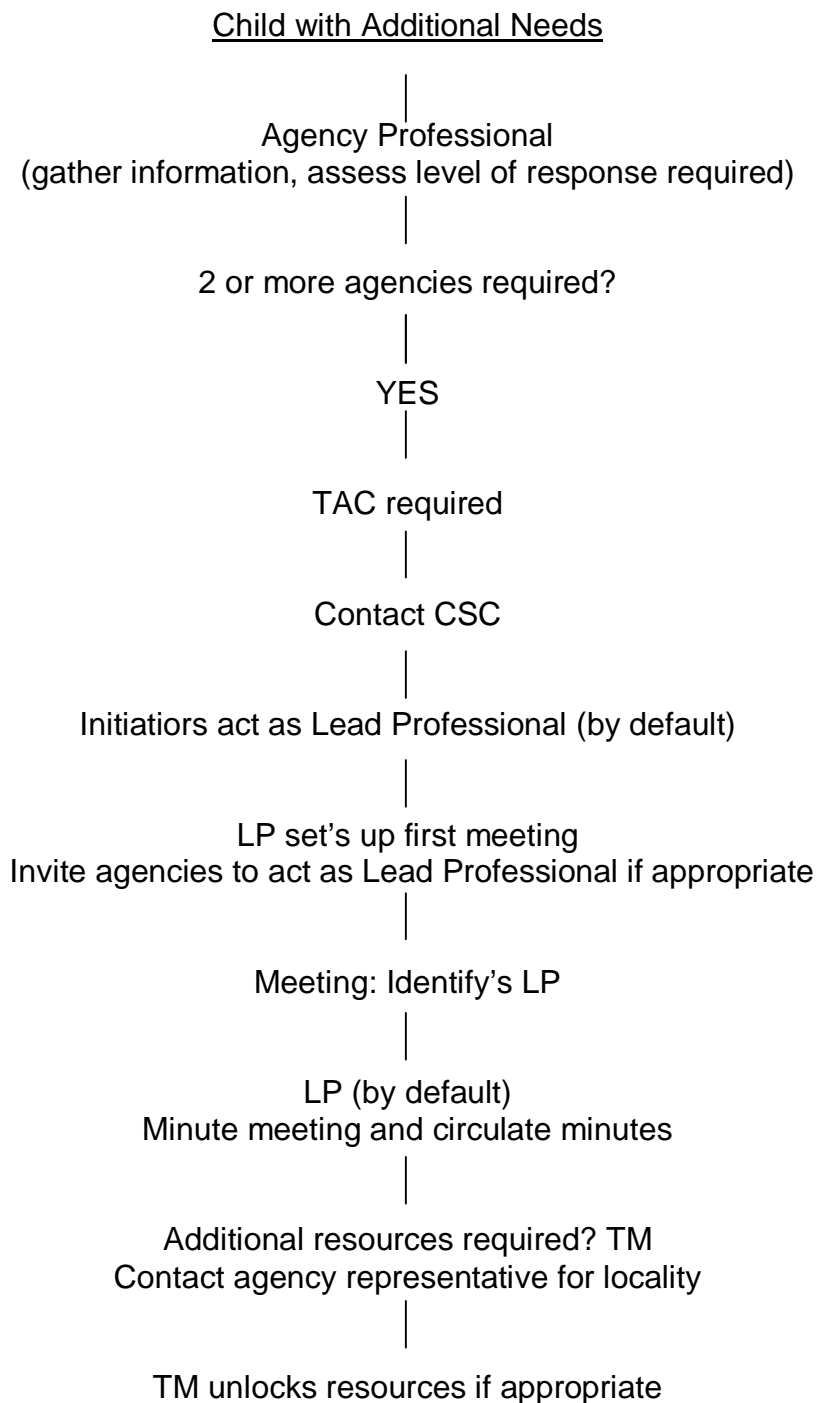 Child with Additional Needs
Agency Professional
(gather information, assess level of response required)
2 or more agencies required?
YES
TAC required
Contact CSC
Initiatiors act as Lead Professional (by default)
LP set’s up first meeting
Invite agencies to act as Lead Professional if appropriate
Meeting: Identify’s LP
LP (by default)
Minute meeting and circulate minutes
Additional resources required? TM
Contact agency representative for locality
TM unlocks resources if appropriate